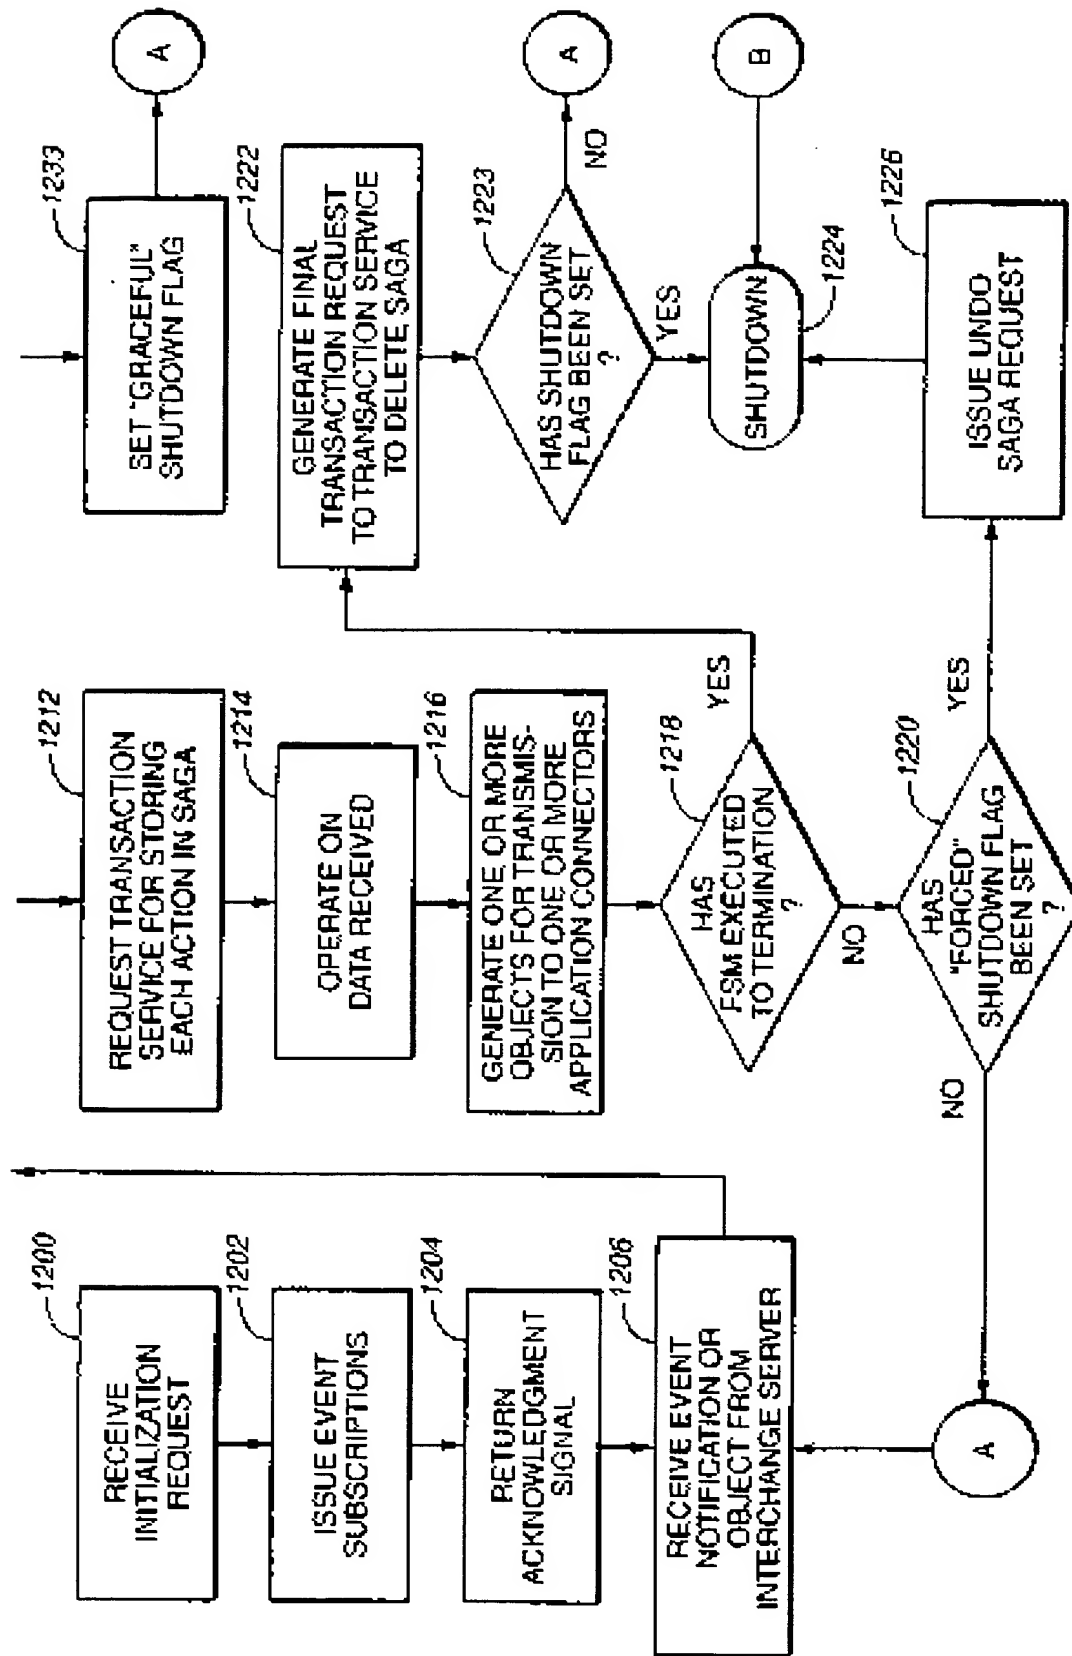 1200
RECEIVE
INITIALIZATION
REQUEST
1202
ISSUE EVENT
SUBSCRIPTIONS
1204
RETURN
ACKNOWLEDGMENT
SIGNAL
1206
RECEIVE EVENT
NOTIFICATION OR
OBJECT FROM
INTERCHANGE SERVER
A
1212
REQUEST TRANSACTION
SERVICE FOR STORING
EACH ACTION IN SAGA
1214
OPERATE ON
DATA RECEIVED
1216
GENERATE ONE OR MORE
OBJECTS FOR TRANSMIS-
SION TO ONE OR MORE
APPLICATION CONNECTORS
1218
HAS
FSM EXECUTED
TO TERMINATION
?
YES
NO
1220
HAS
"FORCED"
SHUTDOWN FLAG
BEEN SET
?
YES
NO
1233
SET "GRACEFUL"
SHUTDOWN FLAG
A
1222
GENERATE FINAL
TRANSACTION REQUEST
TO TRANSACTION SERVICE
TO DELETE SAGA
1223
HAS SHUTDOWN
FLAG BEEN SET
?
NO
A
YES
SHUTDOWN
1224
B
1226
ISSUE UNDO
SAGA REQUEST